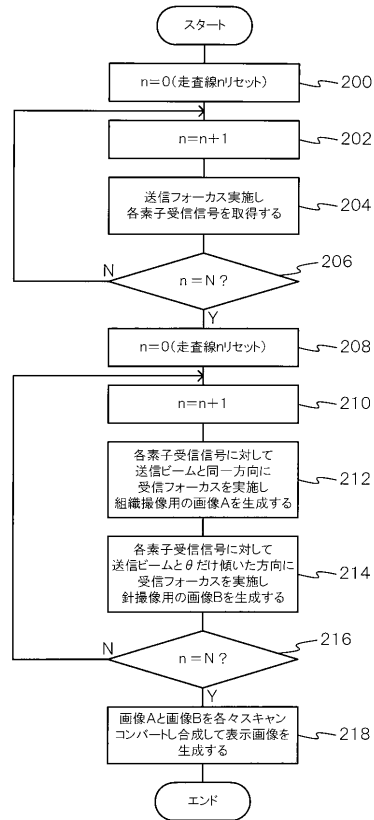 スタート
n=0(走査線nリセット)
200
n=n+1
202
送信フォーカス実施し
各素子受信信号を取得する
204
206
N
n=N?
Y
n=0(走査線nリセット)
208
n=n+1
210
各素子受信信号に対して
送信ビームと同一方向に
受信フォーカスを実施し
組織撮像用の画像Aを生成する
212
各素子受信信号に対して
送信ビームとθだけ傾いた方向に
受信フォーカスを実施し
針撮像用の画像Bを生成する
214
216
N
n=N?
Y
画像Aと画像Bを各々スキャン
コンバートし合成して表示画像を
生成する
218
エンド